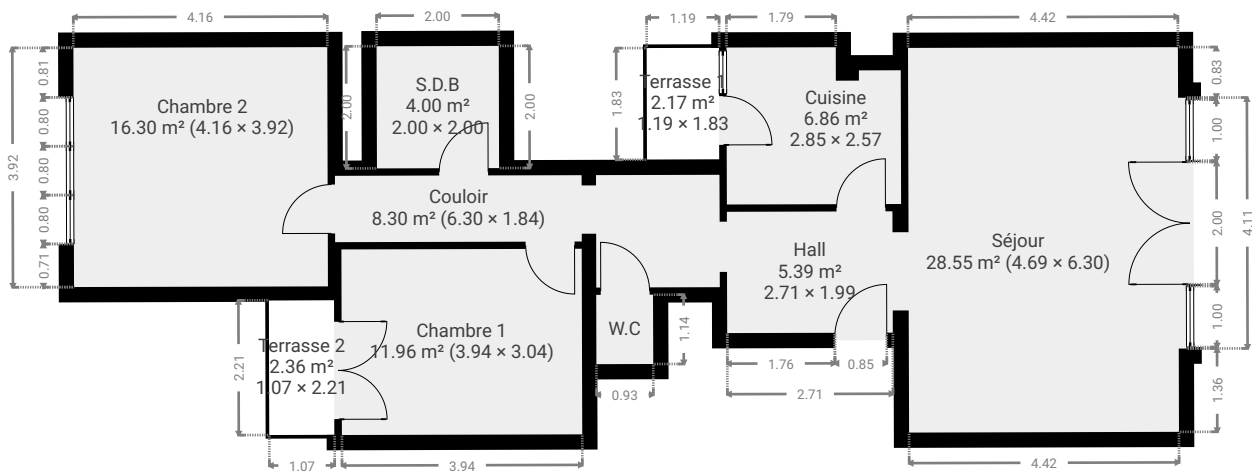 4.16
2.00
1.19
1.79
4.42
3.92
0.81
0.80
0.80
0.80
0.71
Chambre 2
16.30 m² (4.16 × 3.92)
2.00
S.D.B
4.00 m²
2.00 × 2.00
2.00
1.83
Terrasse 1
2.17 m²
1.19 × 1.83
Cuisine
6.86 m²
2.85 × 2.57
0.83
1.00
2.00
4.11
1.00
1.36
Couloir
8.30 m² (6.30 × 1.84)
Hall
5.39 m²
2.71 × 1.99
Séjour
28.55 m² (4.69 × 6.30)
2.21
Terrasse 2
2.36 m²
1.07 × 2.21
Chambre 1
11.96 m² (3.94 × 3.04)
W.C
1.14
0.93
1.76
0.85
2.71
1.07
3.94
4.42